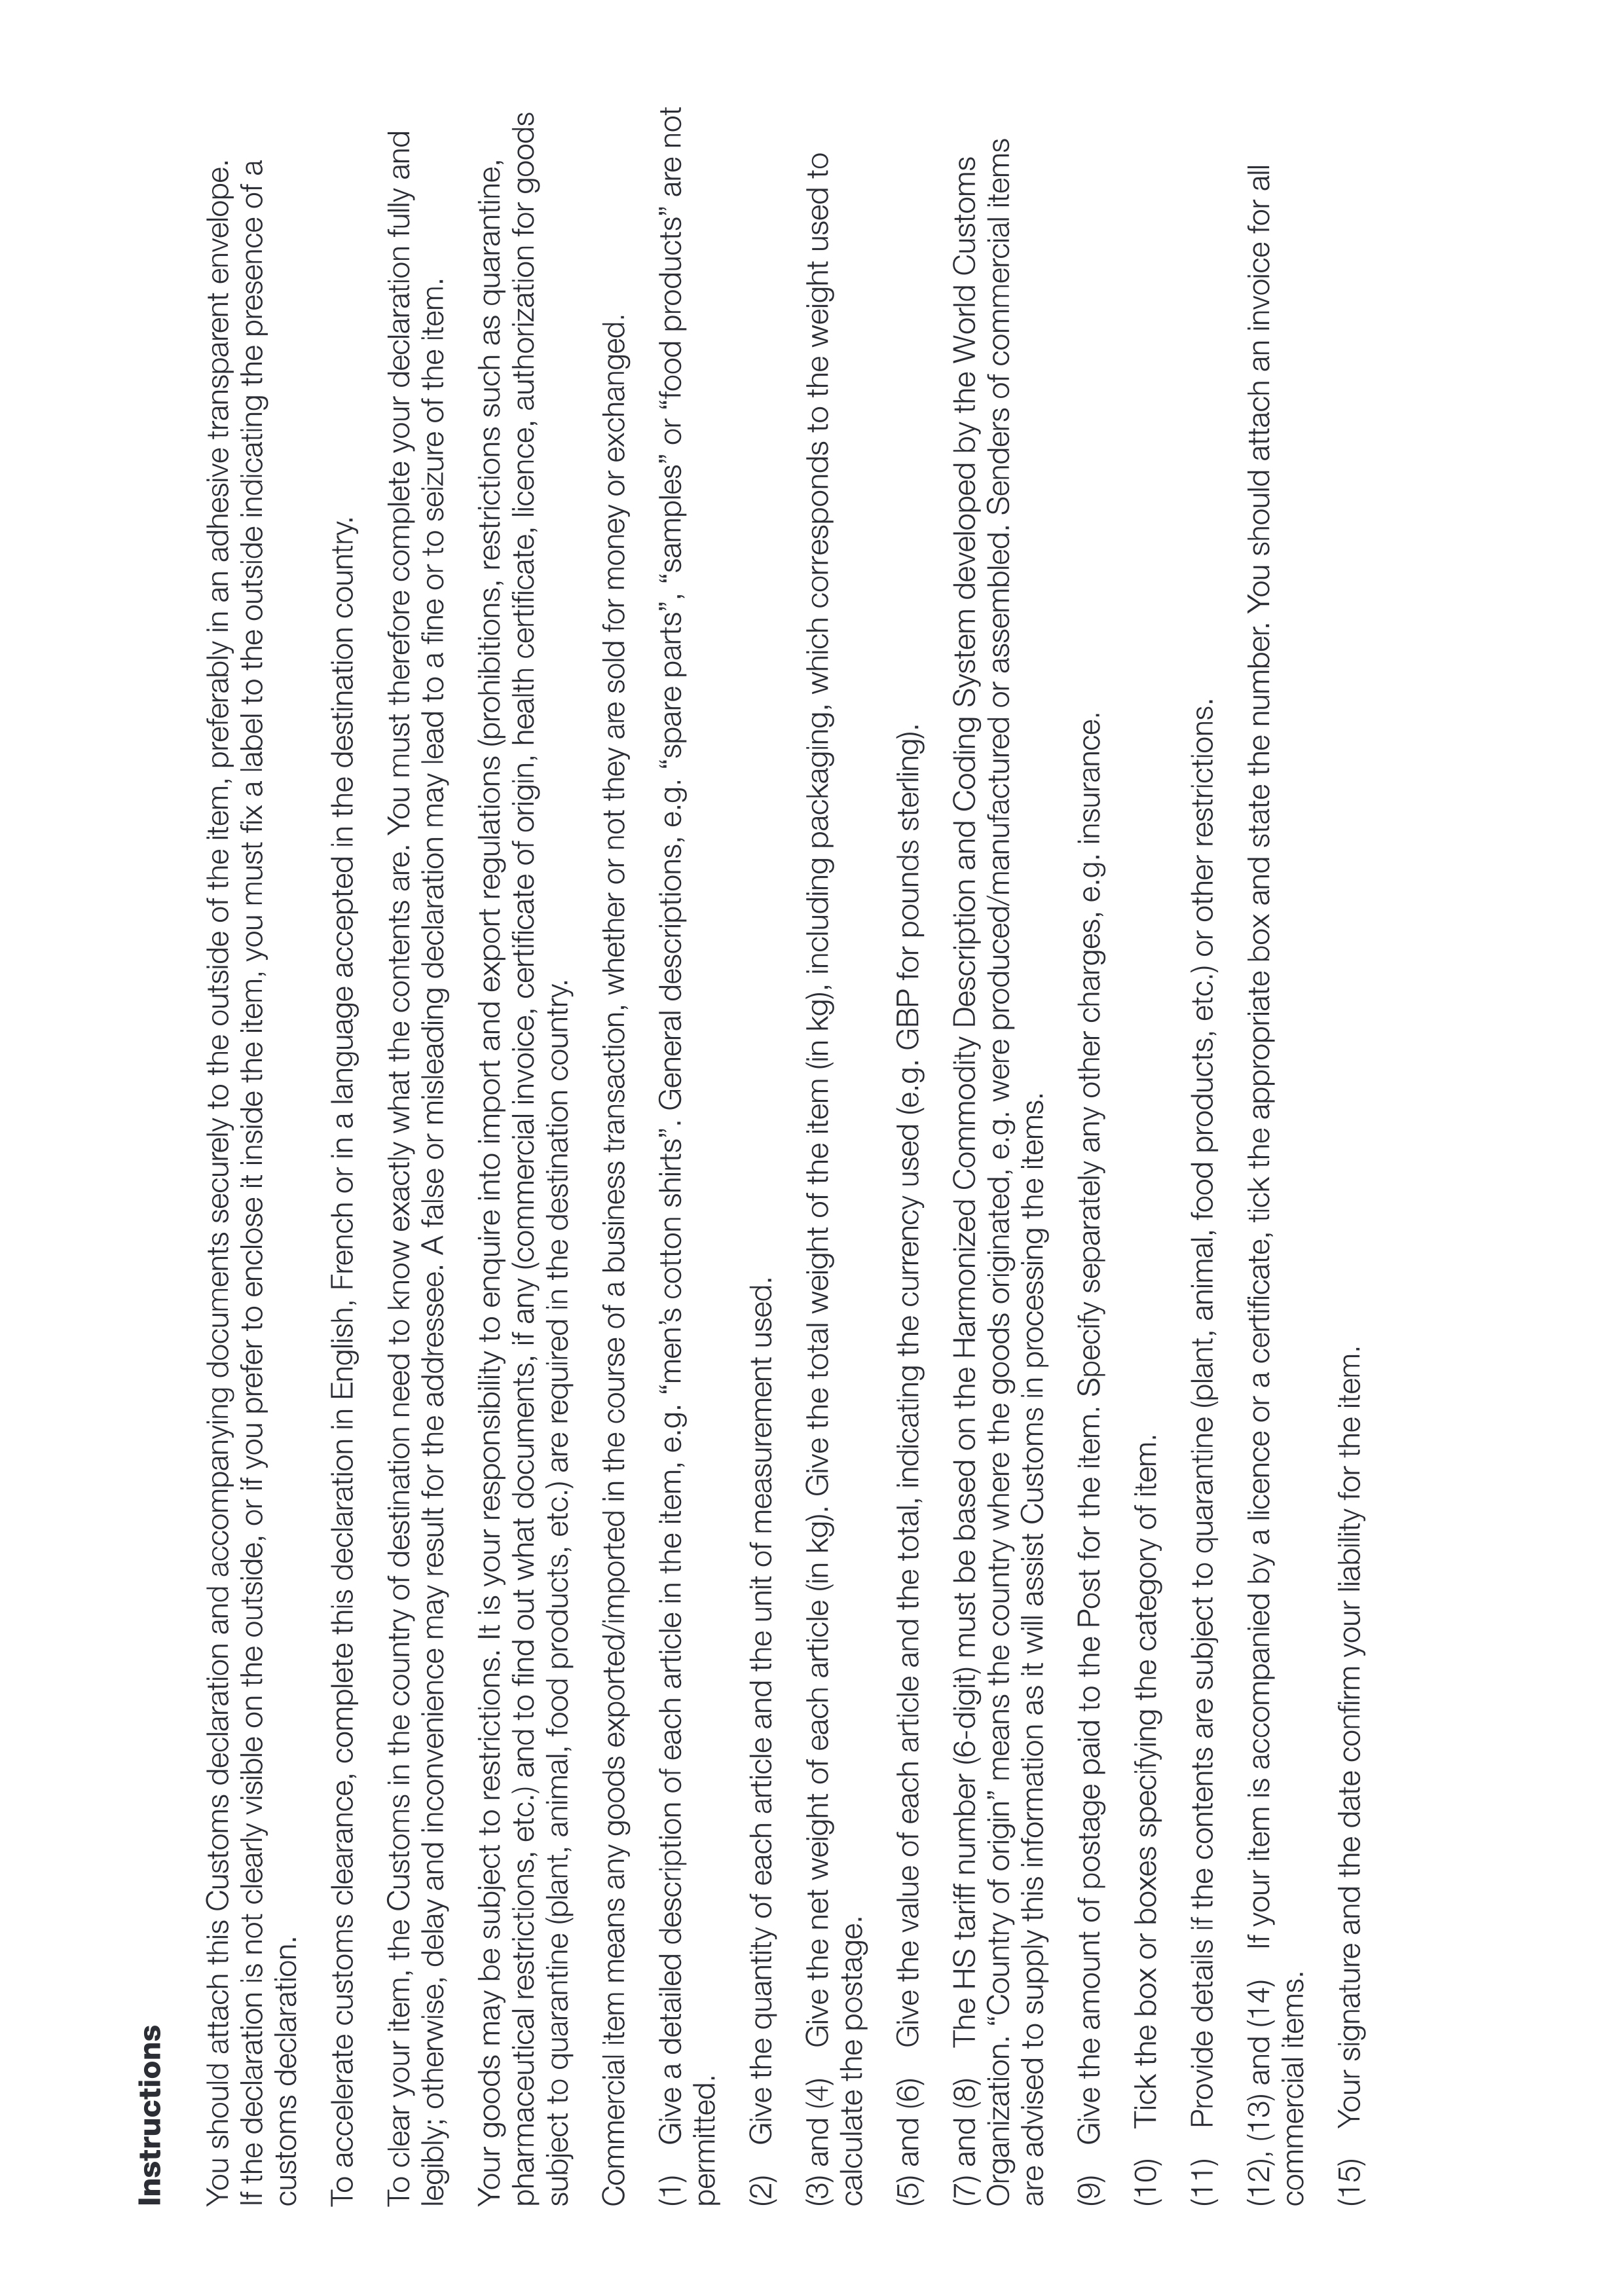 Instructions
You should attach this Customs declaration and accompanying documents securely to the outside of the item, preferably in an adhesive transparent envelope.
If the declaration is not clearly visible on the outside, or if you prefer to enclose it inside the item, you must fix a label to the outside indicating the presence of a
customs declaration.
To accelerate customs clearance, complete this declaration in English, French or in a language accepted in the destination country.
To clear your item, the Customs in the country of destination need to know exactly what the contents are. You must therefore complete your declaration fully and
legibly; otherwise, delay and inconvenience may result for the addressee. A false or misleading declaration may lead to a fine or to seizure of the item.
Your goods may be subject to restrictions. It is your responsibility to enquire into import and export regulations (prohibitions, restrictions such as quarantine,
pharmaceutical restrictions, etc.) and to find out what documents, if any (commercial invoice, certificate of origin, health certificate, licence, authorization for goods
subject to quarantine (plant, animal, food products, etc.) are required in the destination country.
Commercial item means any goods exported/imported in the course of a business transaction, whether or not they are sold for money or exchanged.
(1) Give a detailed description of each article in the item, e.g. “men’s cotton shirts”. General descriptions, e.g. “spare parts”, “samples” or “food products” are not
permitted.
(2) Give the quantity of each article and the unit of measurement used.
(3) and (4) Give the net weight of each article (in kg). Give the total weight of the item (in kg), including packaging, which corresponds to the weight used to
calculate the postage.
(5) and (6) Give the value of each article and the total, indicating the currency used (e.g. GBP for pounds sterling).
(7) and (8) The HS tariff number (6-digit) must be based on the Harmonized Commodity Description and Coding System developed by the World Customs
Organization. “Country of origin” means the country where the goods originated, e.g. were produced/manufactured or assembled. Senders of commercial items
are advised to supply this information as it will assist Customs in processing the items.
(9) Give the amount of postage paid to the Post for the item. Specify separately any other charges, e.g. insurance.
(10) Tick the box or boxes specifying the category of item.
(11) Provide details if the contents are subject to quarantine (plant, animal, food products, etc.) or other restrictions.
(12), (13) and (14) If your item is accompanied by a licence or a certificate, tick the appropriate box and state the number. You should attach an invoice for all
commercial items.
(15) Your signature and the date confirm your liability for the item.